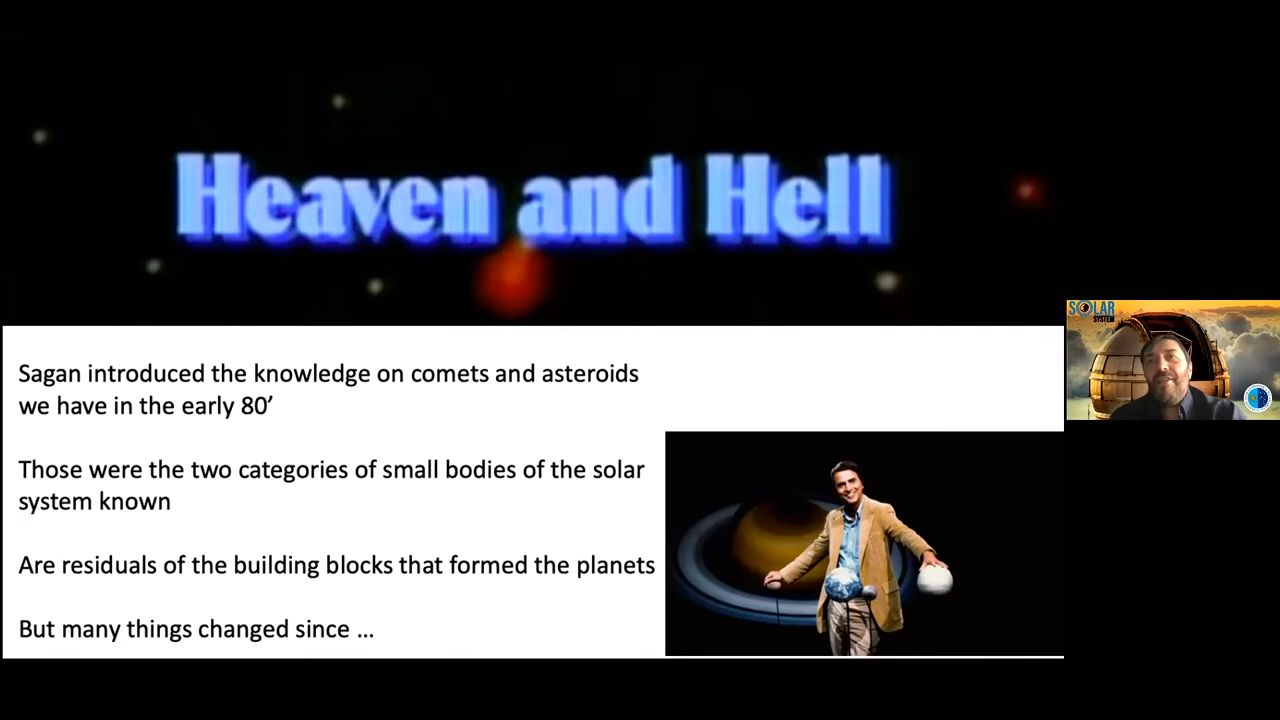 Heaven and Hell
Sagan introduced the knowledge on comets and asteroids
we have in the early 80’
Those were the two categories of small bodies of the solar
system known
Are residuals of the building blocks that formed the planets
But many things changed since ...
SOLAR
SYSTEM